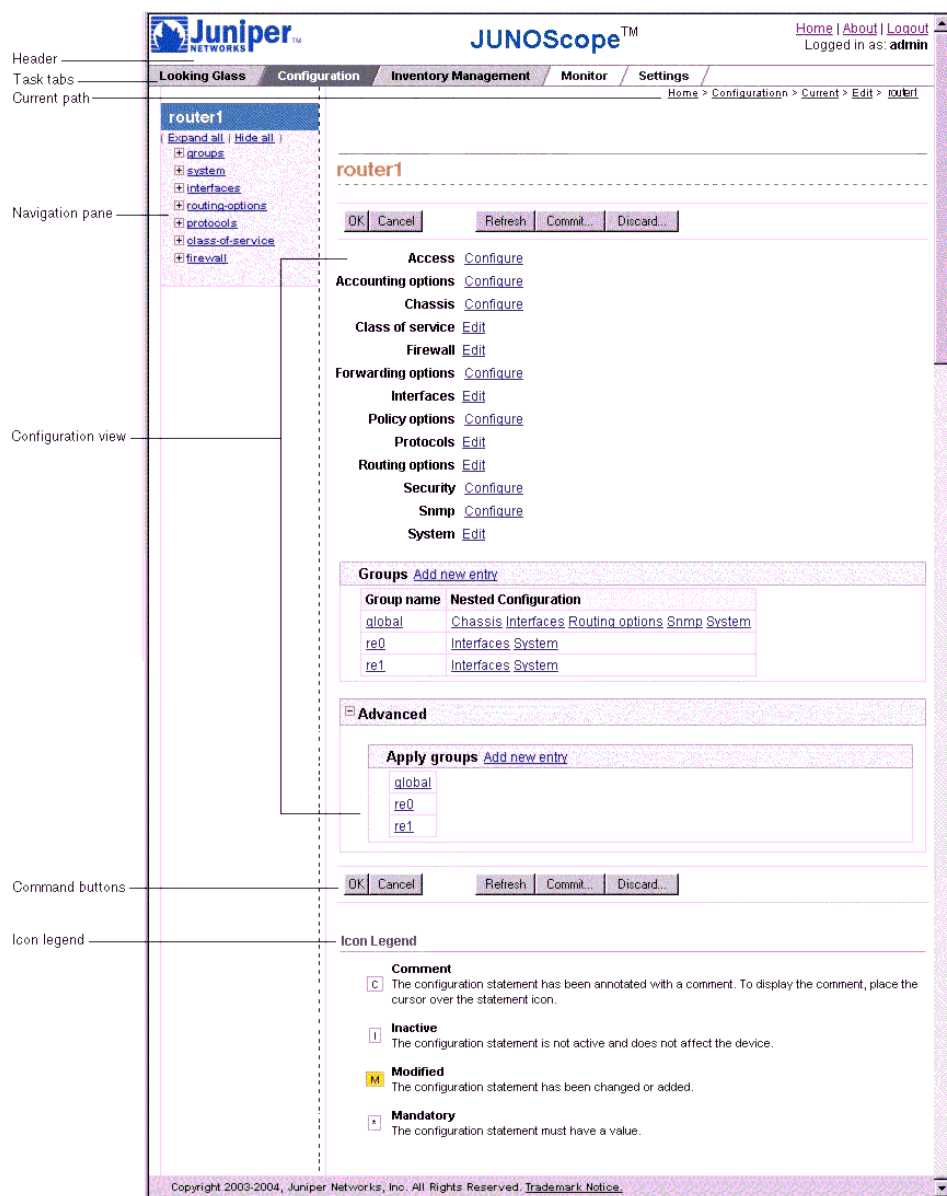 Juniper™
NETWORKS
JUNOScope™
Home | About | Logout
Logged in as: admin
Header
Task tabs
Looking Glass / Configuration / Inventory Management / Monitor / Settings /
Current path
Home > Configurationn > Current > Edit > router1
router1
[ Expand all | Hide all ]
groups
system
interfaces
routing-options
protocols
class-of-service
firewall
Navigation pane
router1
OK Cancel Refresh Commit... Discard...
Access Configure
Accounting options Configure
Chassis Configure
Class of service Edit
Firewall Edit
Forwarding options Configure
Interfaces Edit
Policy options Configure
Configuration view
Protocols Edit
Routing options Edit
Security Configure
Snmp Configure
System Edit
Groups Add new entry
Group name Nested Configuration
global Chassis Interfaces Routing options Snmp System
re0 Interfaces System
re1 Interfaces System
Advanced
Apply groups Add new entry
global
re0
re1
Command buttons
OK Cancel Refresh Commit... Discard...
Icon legend
Icon Legend
Comment
C The configuration statement has been annotated with a comment. To display the comment, place the
cursor over the statement icon.
Inactive
I The configuration statement is not active and does not affect the device.
Modified
M The configuration statement has been changed or added.
Mandatory
* The configuration statement must have a value.
Copyright 2003-2004, Juniper Networks, Inc. All Rights Reserved. Trademark Notice.